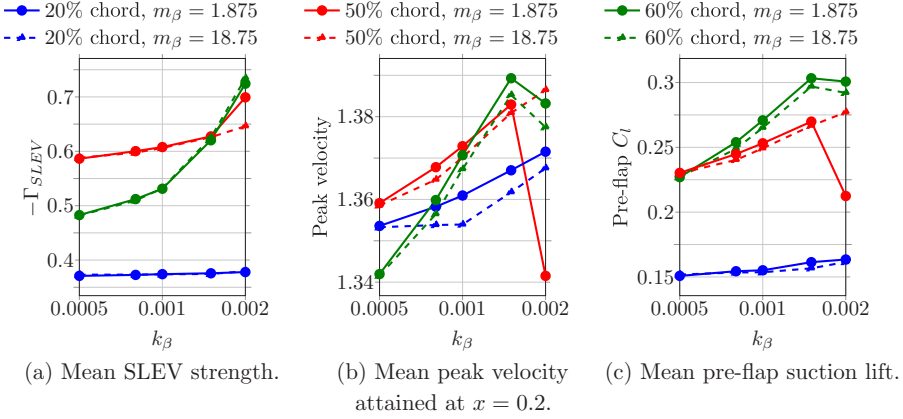 20% chord, m_β = 1.875
50% chord, m_β = 1.875
60% chord, m_β = 1.875
20% chord, m_β = 18.75
50% chord, m_β = 18.75
60% chord, m_β = 18.75
−Γ_SLEV
0.7
0.6
0.5
0.4
0.0005
0.001
0.002
k_β
(a) Mean SLEV strength.
Peak velocity
1.38
1.36
1.34
0.0005
0.001
0.002
k_β
(b) Mean peak velocity
attained at x = 0.2.
Pre-flap C_l
0.3
0.25
0.2
0.15
0.0005
0.001
0.002
k_β
(c) Mean pre-flap suction lift.